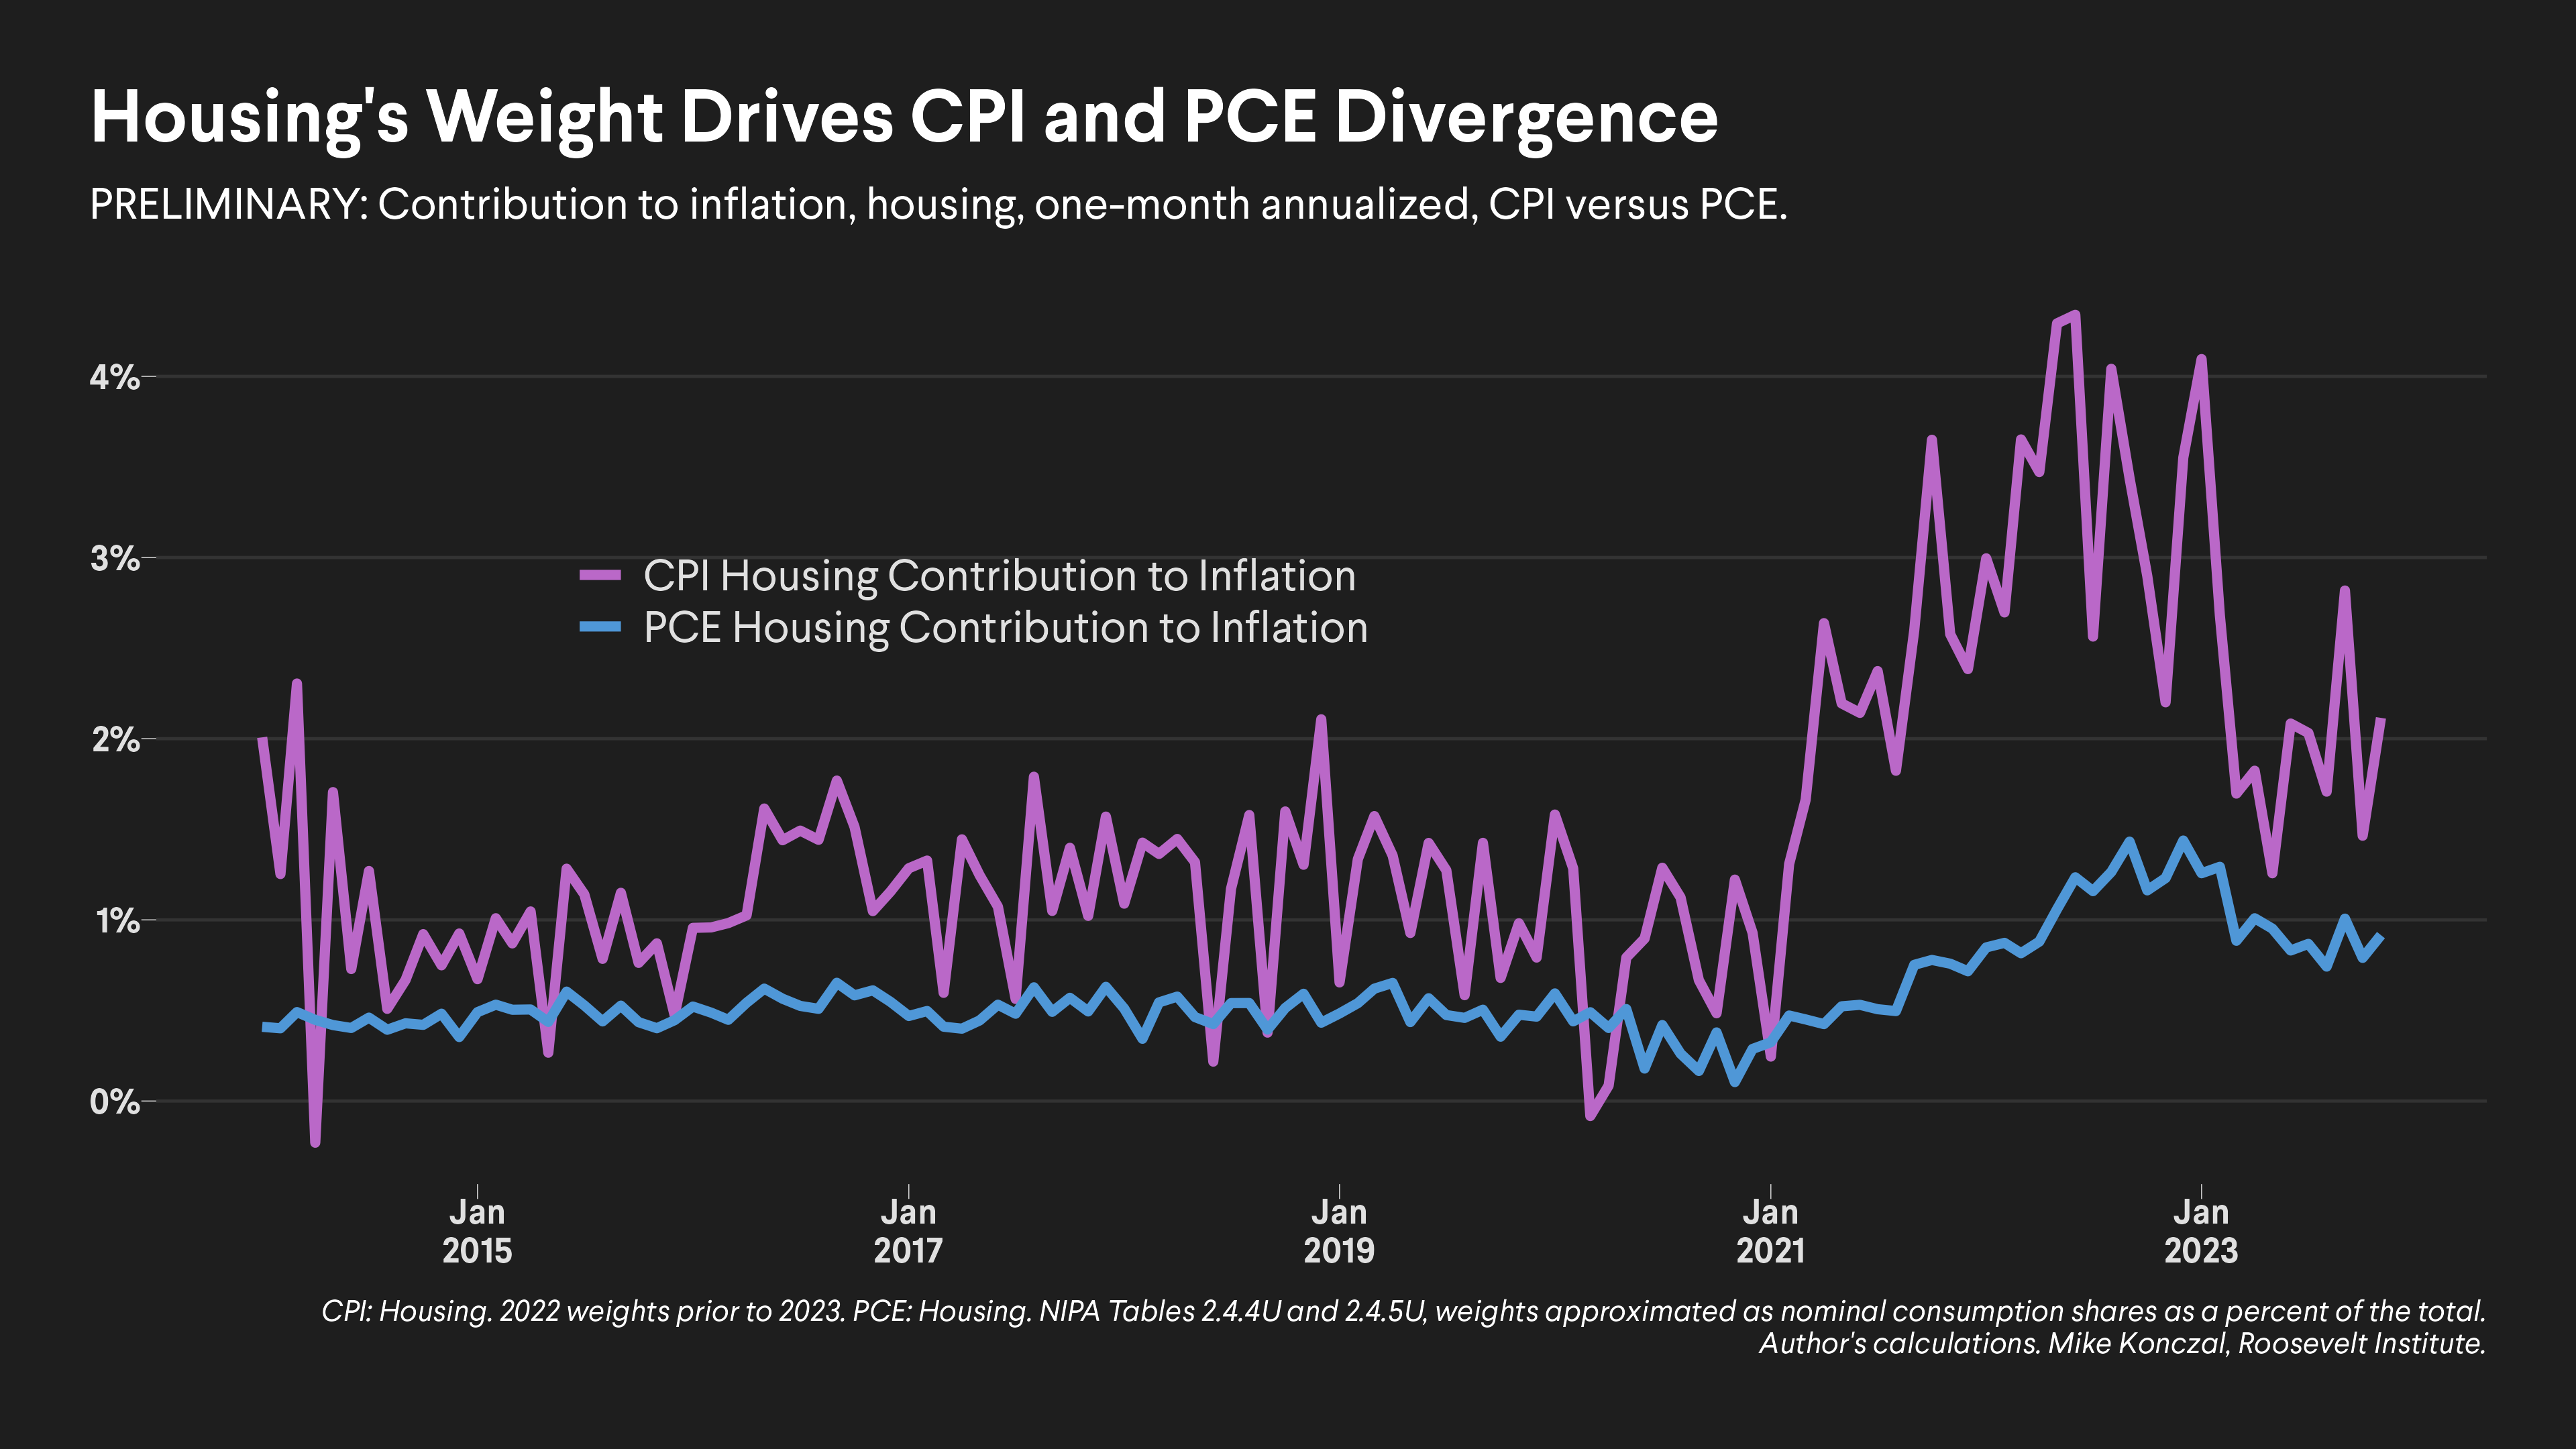 Housing's Weight Drives CPI and PCE Divergence
PRELIMINARY: Contribution to inflation, housing, one-month annualized, CPI versus PCE.
4%
3%
CPI Housing Contribution to Inflation
PCE Housing Contribution to Inflation
2%
1%
0%
Jan
2015
Jan
2017
Jan
2019
Jan
2021
Jan
2023
CPI: Housing. 2022 weights prior to 2023. PCE: Housing. NIPA Tables 2.4.4U and 2.4.5U, weights approximated as nominal consumption shares as a percent of the total.
Author's calculations. Mike Konczal, Roosevelt Institute.